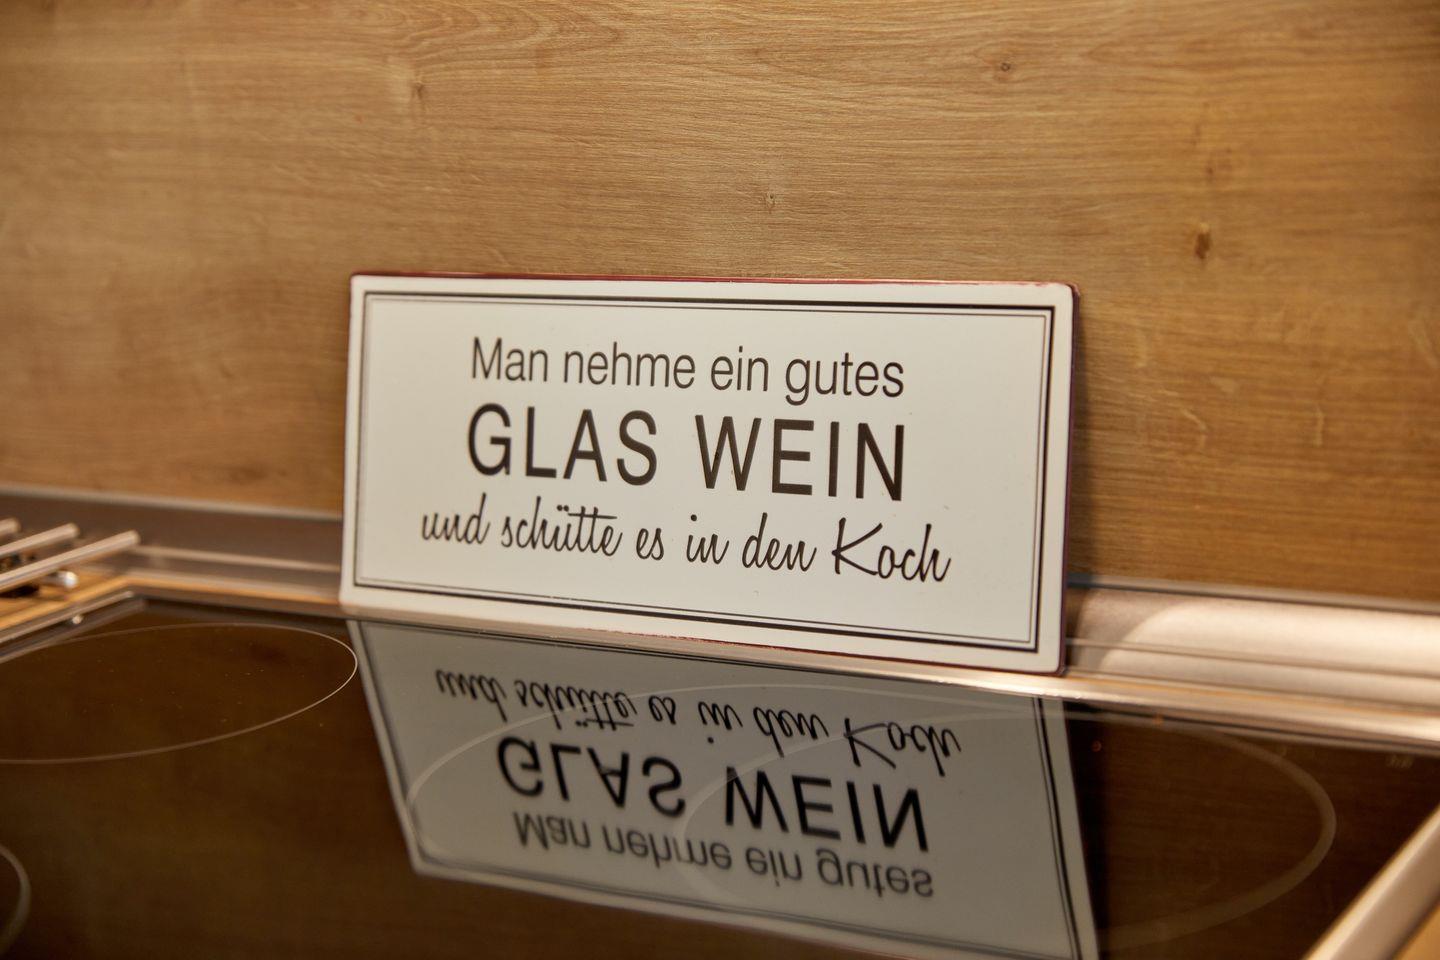 Man nehme ein gutes
GLAS WEIN
und schütte es in den Koch